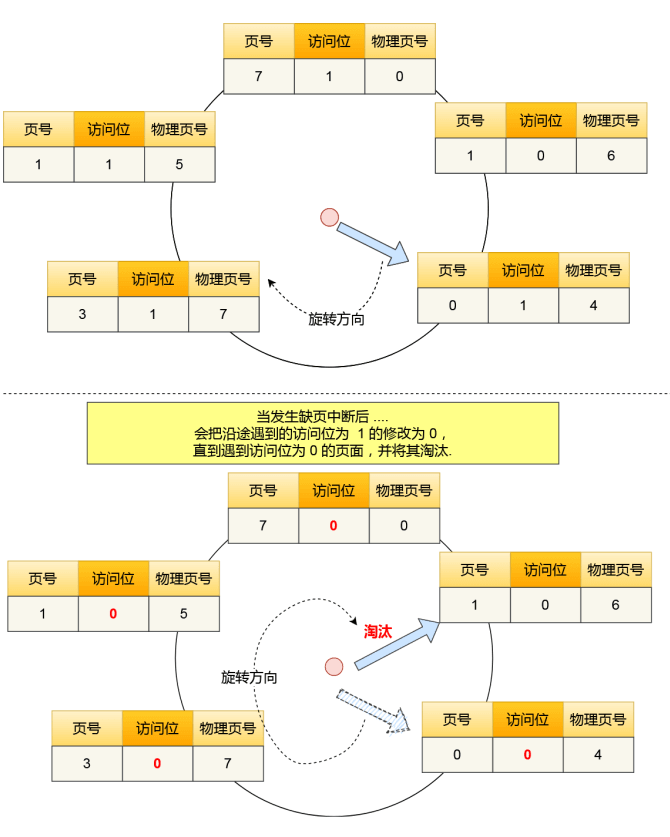 页号 访问位 物理页号
7 1 0
页号 访问位 物理页号
1 0 6
页号 访问位 物理页号
1 1 5
页号 访问位 物理页号
0 1 4
页号 访问位 物理页号
3 1 7
旋转方向
当发生缺页中断后 ....
会把沿途遇到的访问位为 1 的修改为 0，
直到遇到访问位为 0 的页面，并将其淘汰.
页号 访问位 物理页号
7 0 0
页号 访问位 物理页号
1 0 6
页号 访问位 物理页号
1 0 5
淘汰
旋转方向
页号 访问位 物理页号
0 0 4
页号 访问位 物理页号
3 0 7